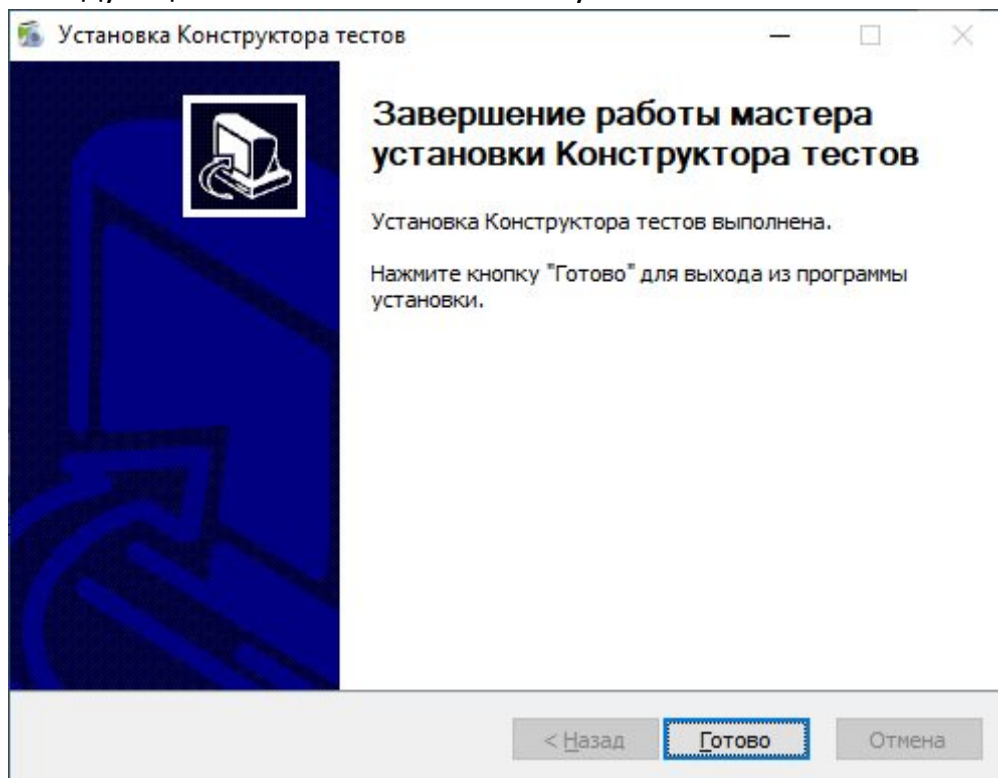 Установка Конструктора тестов
Завершение работы мастера
установки Конструктора тестов
Установка Конструктора тестов выполнена.
Нажмите кнопку "Готово" для выхода из программы
установки.
< Назад
Готово
Отмена